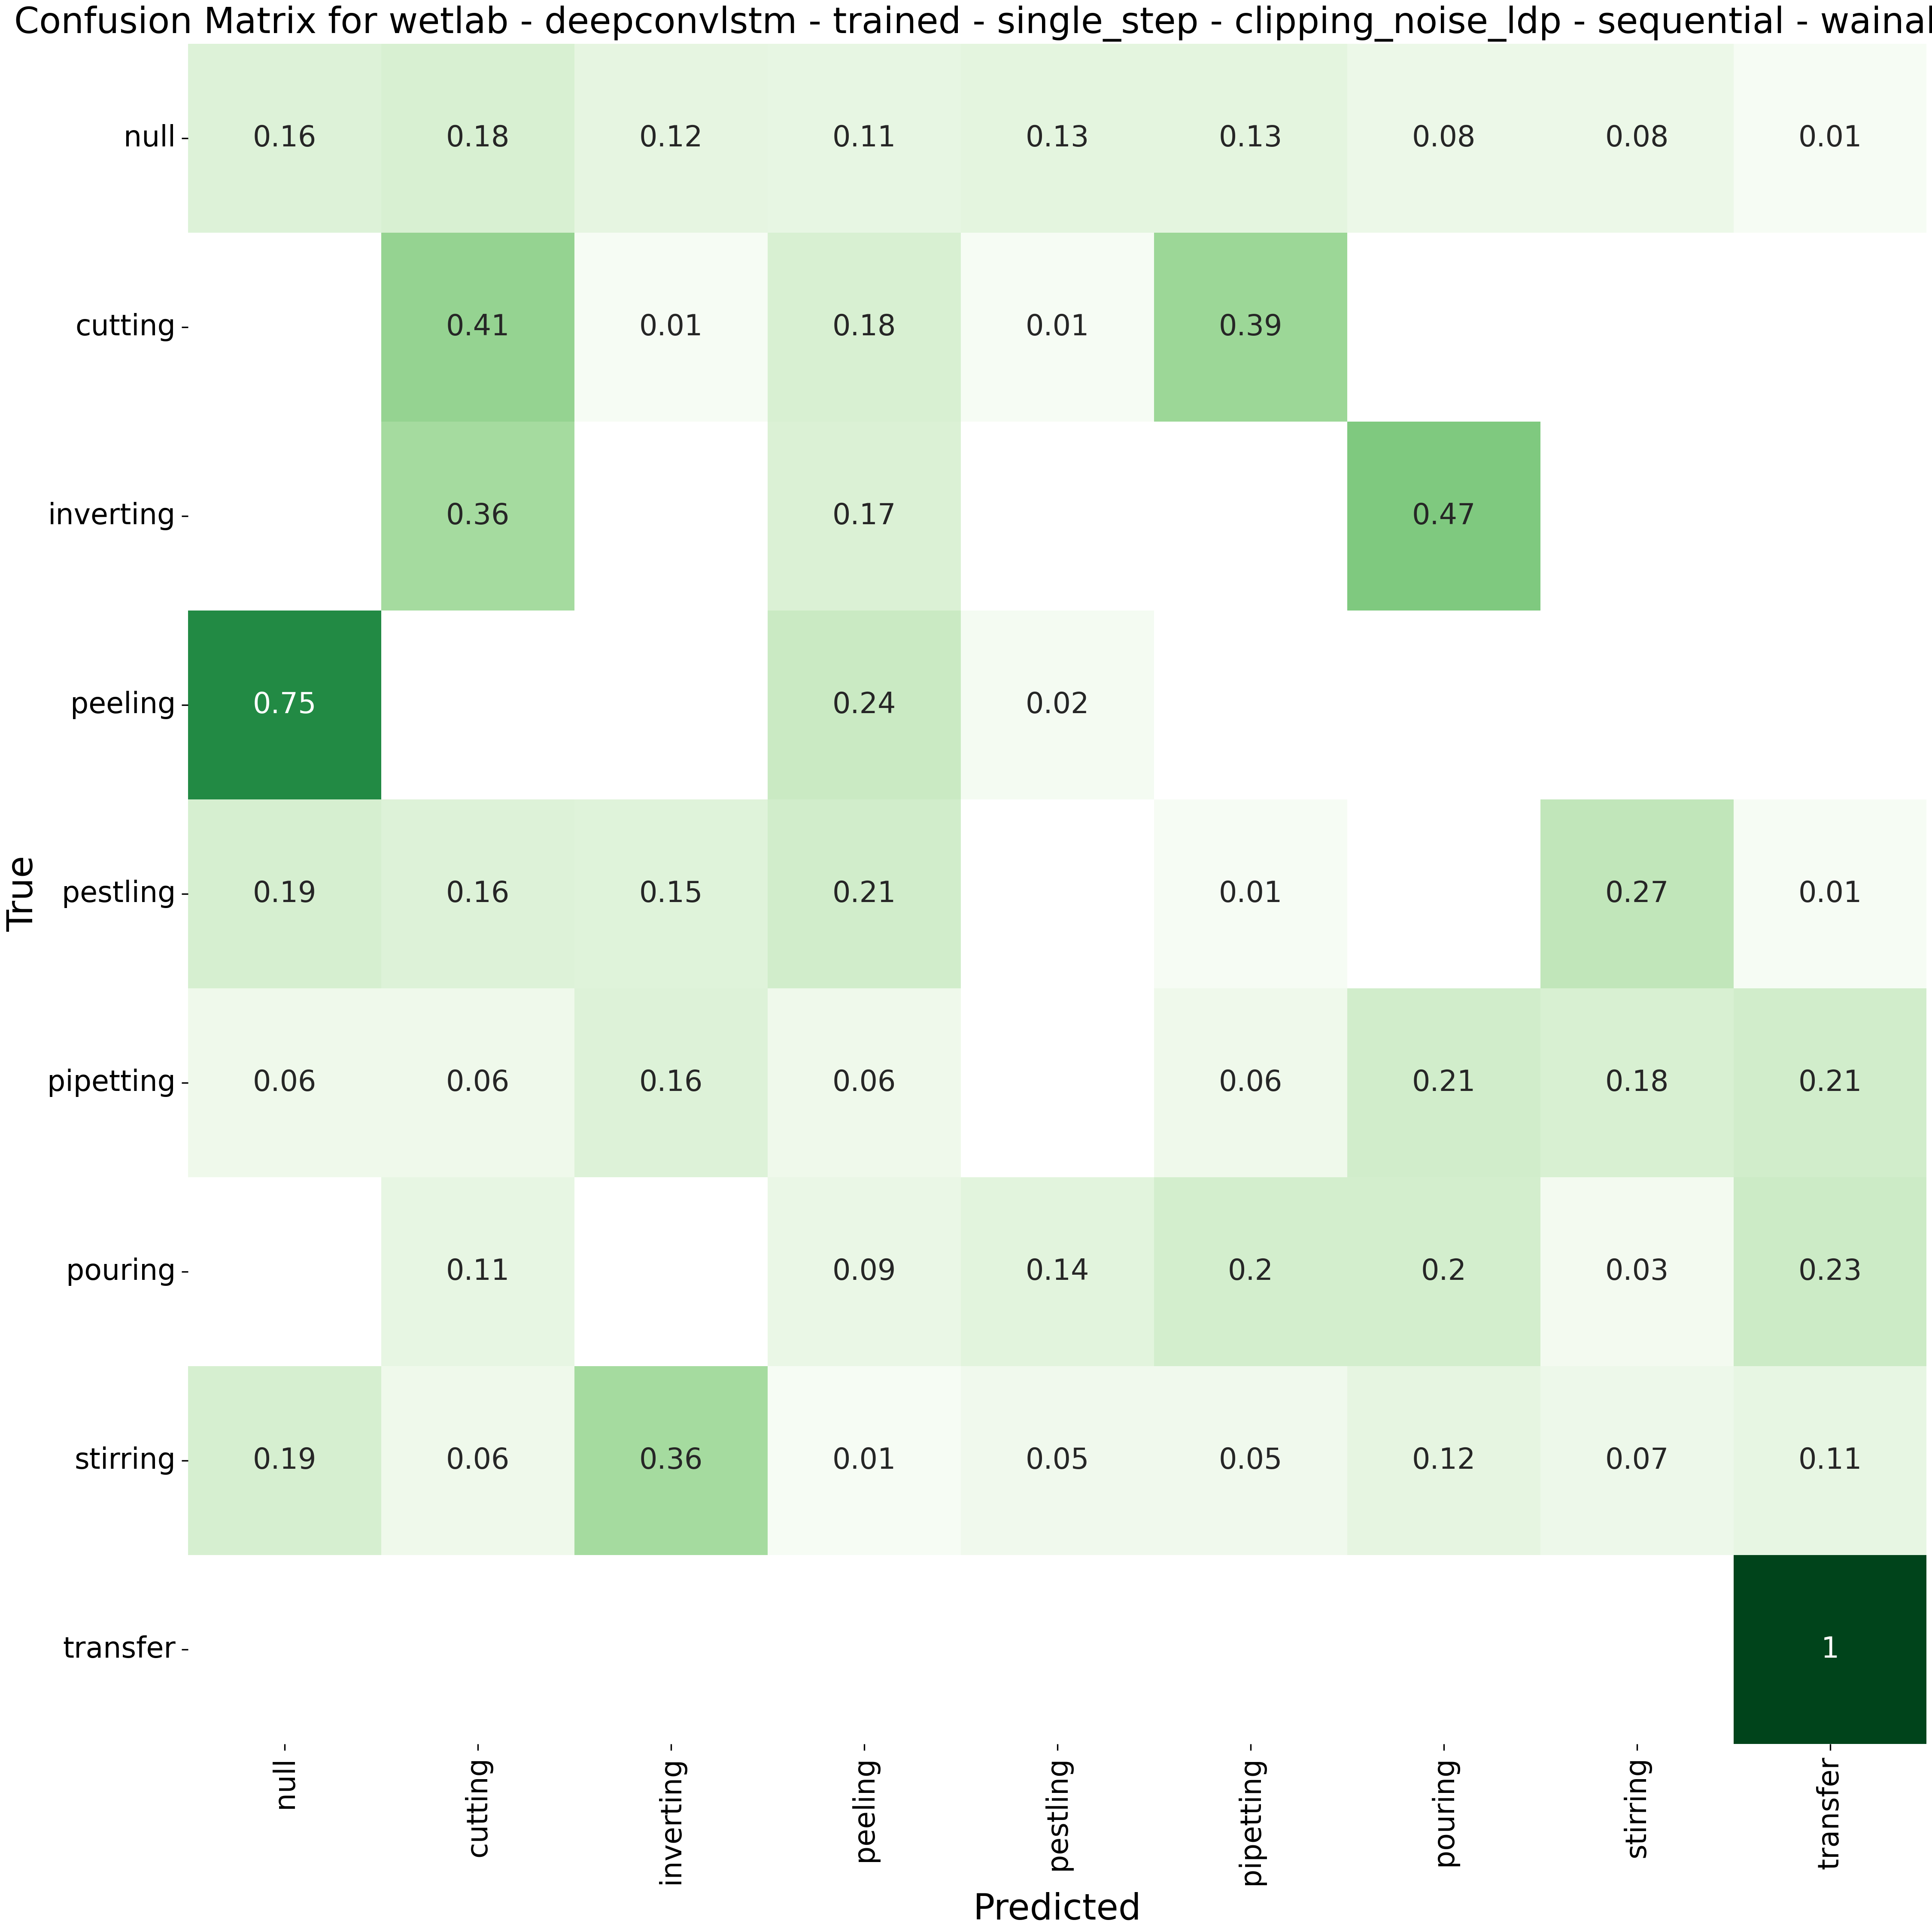 Confusion Matrix for wetlab - deepconvlstm - trained - single_step - clipping_noise_ldp - sequential -
null 0.16 0.18 0.12 0.11 0.13 0.13 0.08 0.08 0.01
cutting 0.41 0.01 0.18 0.01 0.39
inverting 0.36 0.17 0.47
peeling 0.75 0.24 0.02
pestling 0.19 0.16 0.15 0.21 0.01 0.27 0.01
pipetting 0.06 0.06 0.16 0.06 0.06 0.21 0.18 0.21
pouring 0.11 0.09 0.14 0.2 0.2 0.03 0.23
stirring 0.19 0.06 0.36 0.01 0.05 0.05 0.12 0.07 0.11
transfer 1
True
null cutting inverting peeling pestling pipetting pouring stirring transfer
Predicted